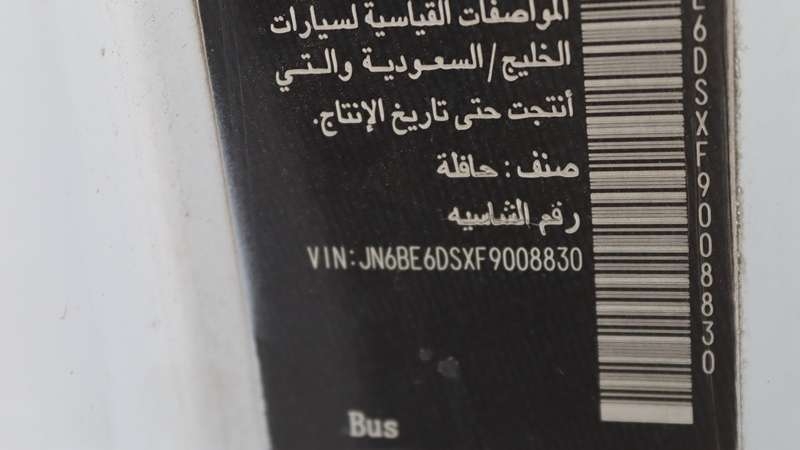 المواصفات القياسية لسيارات
الخليج/السعودية والتي
أنتجت حتى تاريخ الإنتاج.
صنف: حافلة
رقم الشاسيه
VIN:JN6BE6DSXF9008830
Bus
E6DSXF9008830